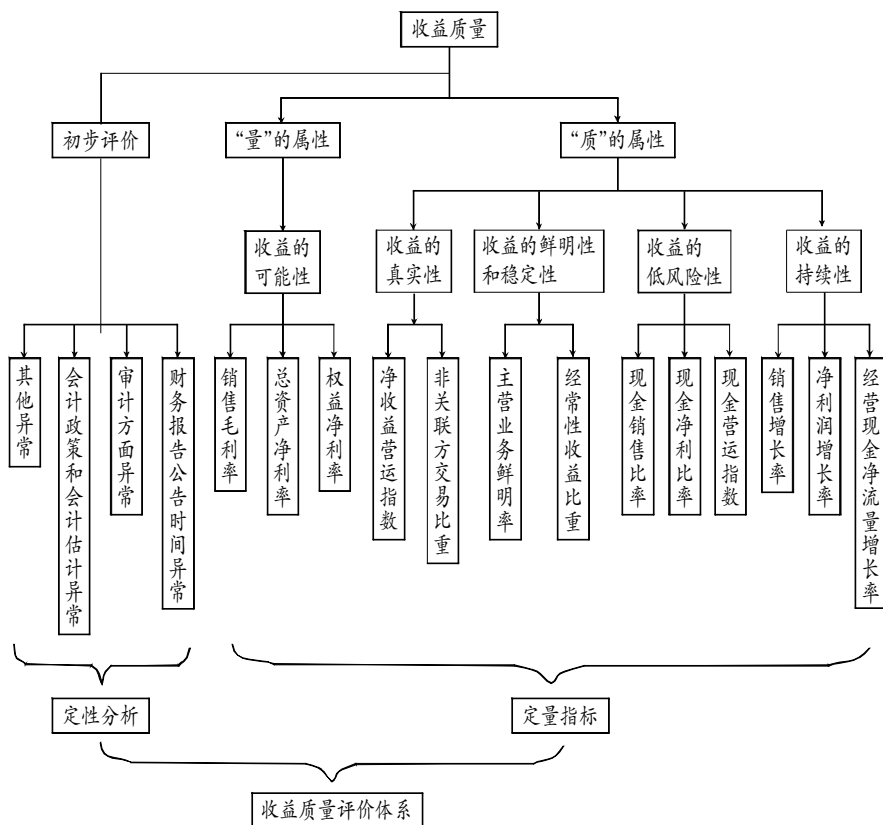 收益质量
初步评价
“量”的属性
“质”的属性
收益的
可能性
收益的
真实性
收益的鲜明性
和稳定性
收益的
低风险性
收益的
持续性
其他异常
会计政策和会计估计异常
审计方面异常
财务报告公告时间异常
销售毛利率
总资产净利率
权益净利率
净收益营运指数
非关联方交易比重
主营业务鲜明率
经常性收益比重
现金销售比率
现金净利比率
现金营运指数
销售增长率
净利润增长率
经营现金净流量增长率
定性分析
定量指标
收益质量评价体系